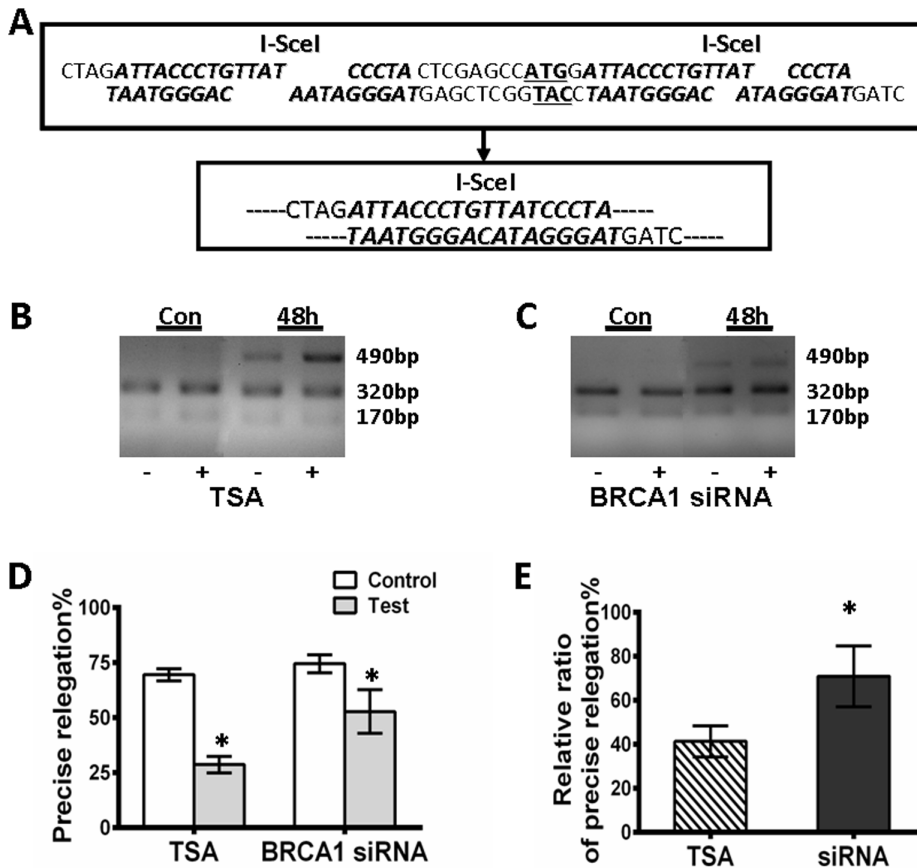 A
I-SceI I-SceI
CTAGATTACCCTGTTAT CCCTA CTCGAGCCATGGATTACCCTGTTAT CCCTA
TAATGGGAC AATAGGGATGAGCTCGGTACCTAATGGGAC ATAGGGATGATC
I-SceI
-----CTAGATTACCCTGTTATCCCTA-----
-----TAATGGGACATAGGGATGATC-----
B
Con 48h
490bp
320bp
170bp
- + - +
TSA
C
Con 48h
490bp
320bp
170bp
- + - +
BRCA1 siRNA
D
Control
Test
Precise relegation%
100
75
50
25
0
* *
TSA BRCA1 siRNA
E
Relative ratio
of precise relegation%
100
80
60
40
20
0
*
TSA siRNA